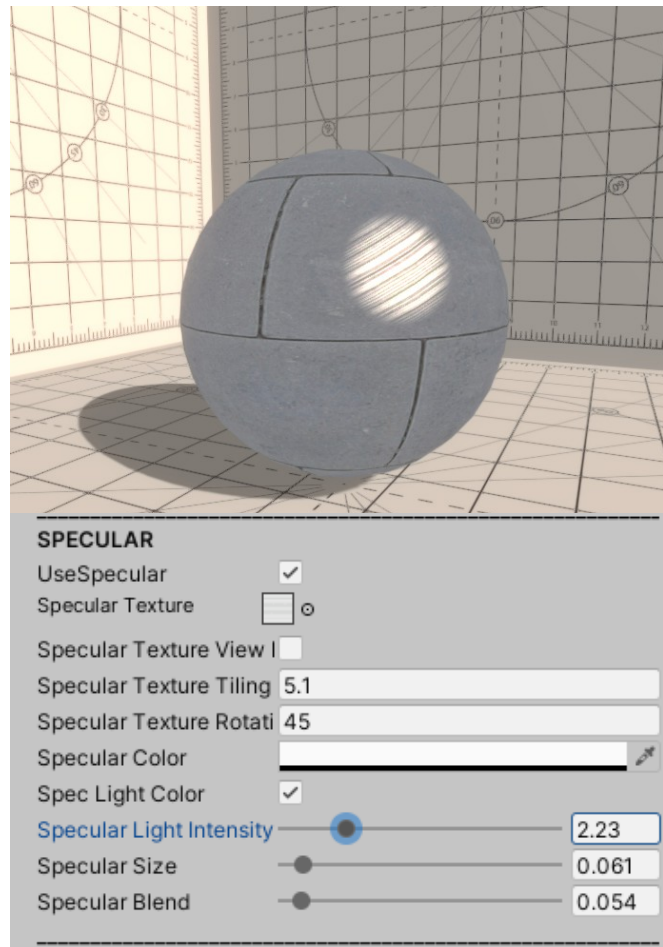 SPECULAR
UseSpecular
Specular Texture
Specular Texture View I
Specular Texture Tiling 5.1
Specular Texture Rotati 45
Specular Color
Spec Light Color
Specular Light Intensity 2.23
Specular Size 0.061
Specular Blend 0.054